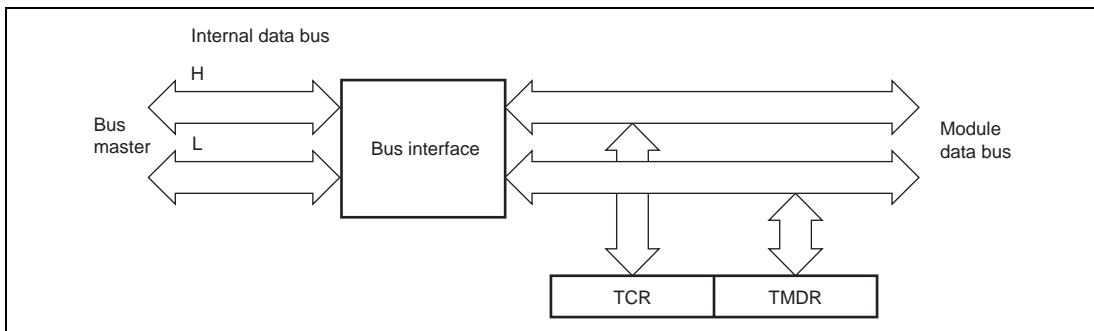 Internal data bus
H
Bus
master
L
Bus interface
Module
data bus
TCR
TMDR